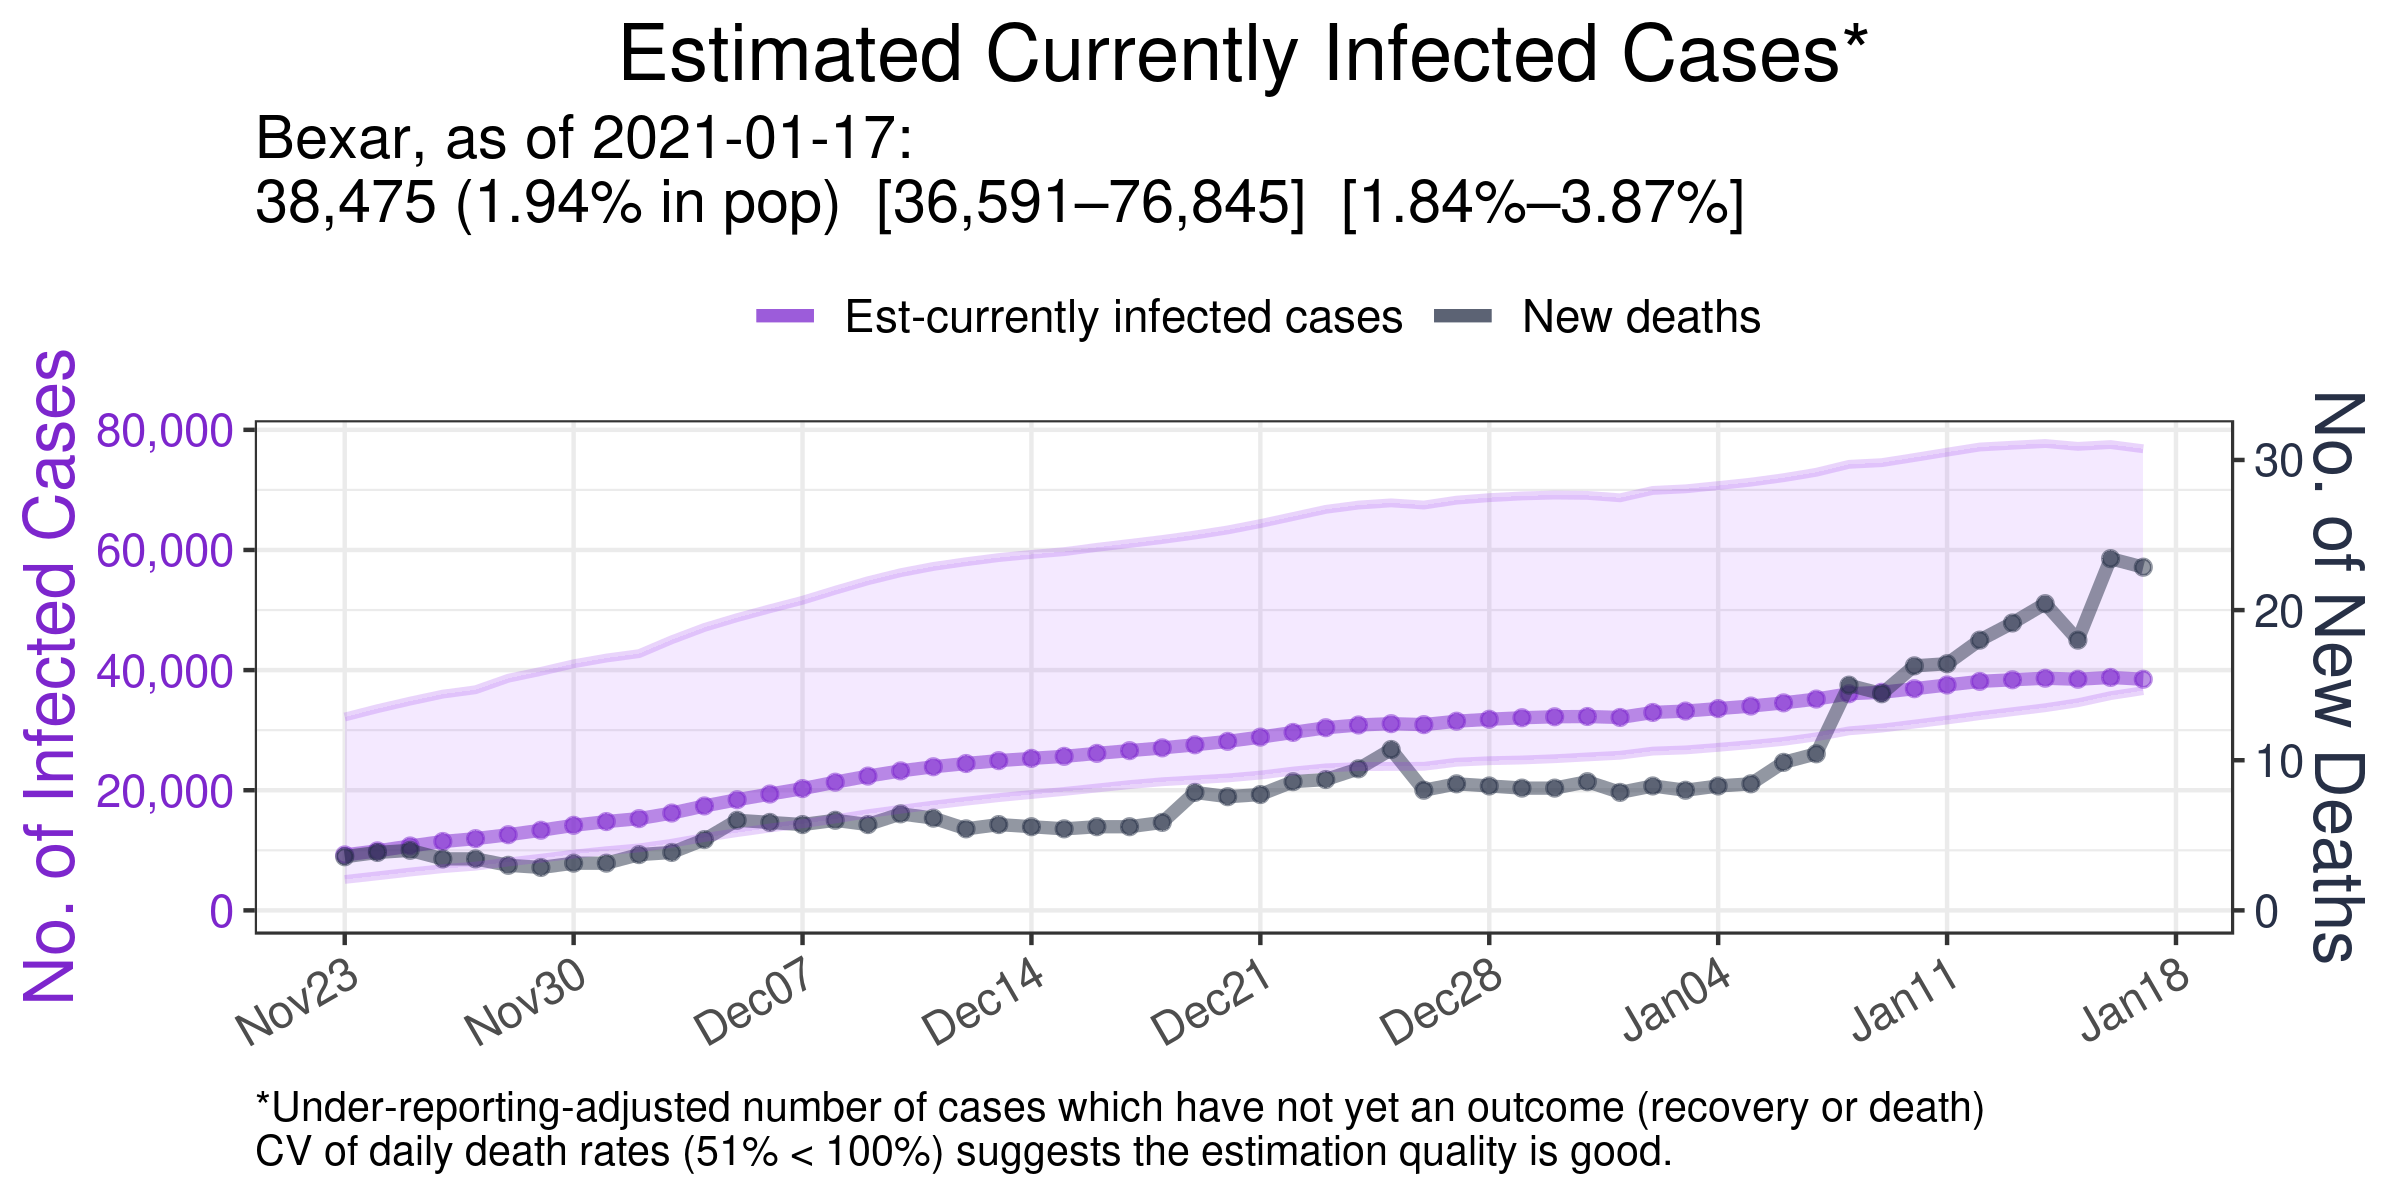 Estimated Currently Infected Cases*
Bexar, as of 2021-01-17:
38,475 (1.94% in pop)  [36,591–76,845]  [1.84%–3.87%]
Est-currently infected cases
New deaths
No. of Infected Cases
80,000
60,000
40,000
20,000
0
30
20
10
0
No. of New Deaths
Nov23
Nov30
Dec07
Dec14
Dec21
Dec28
Jan04
Jan11
Jan18
*Under-reporting-adjusted number of cases which have not yet an outcome (recovery or death)
CV of daily death rates (51% < 100%) suggests the estimation quality is good.